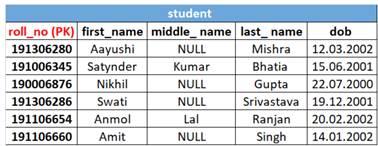 student
roll_no (PK) first_name middle_ name last_ name dob
191306280 Aayushi NULL Mishra 12.03.2002
191006345 Satynder Kumar Bhatia 15.06.2001
190006876 Nikhil NULL Gupta 22.07.2000
191306286 Swati NULL Srivastava 19.12.2001
191106654 Anmol Lal Ranjan 20.02.2002
191106660 Amit NULL Singh 14.01.2002